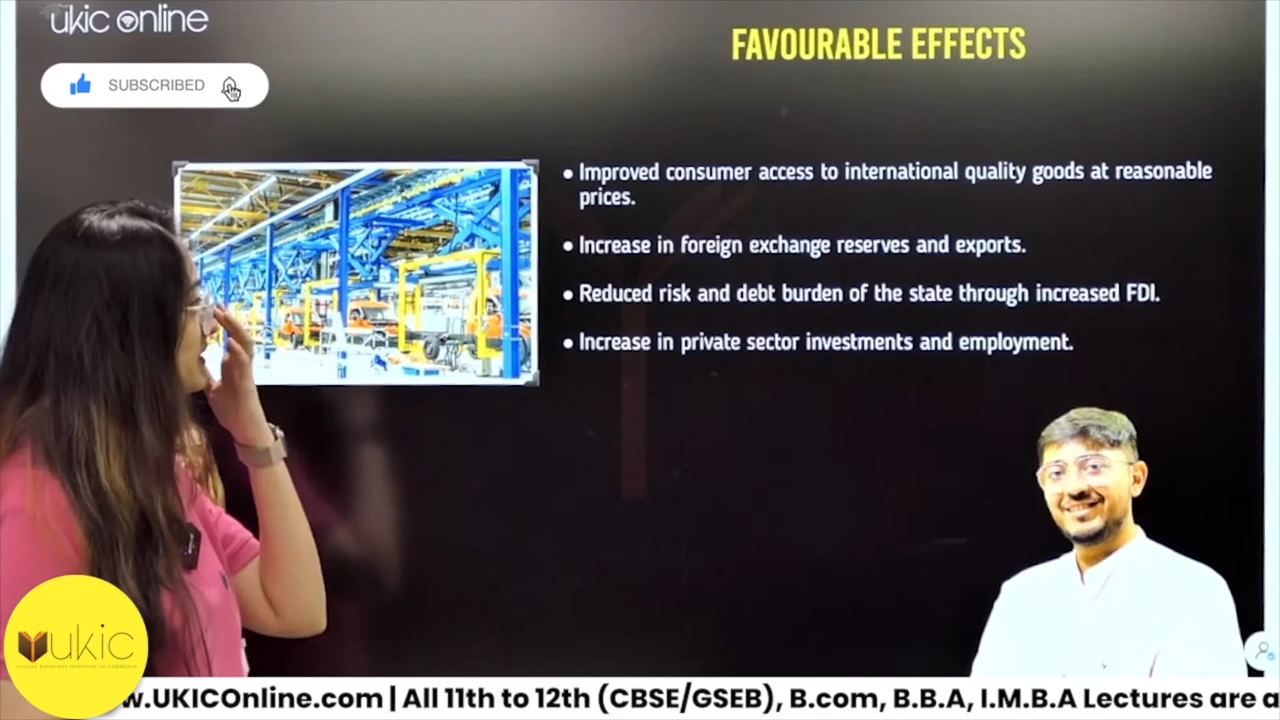 ukic online
SUBSCRIBED
FAVOURABLE EFFECTS
• Improved consumer access to international quality goods at reasonable
prices.
• Increase in foreign exchange reserves and exports.
• Reduced risk and debt burden of the state through increased FDI.
• Increase in private sector investments and employment.
ukic
w.UKICOnline.com | All 11th to 12th (CBSE/GSEB), B.com, B.B.A, I.M.B.A Lectures are a